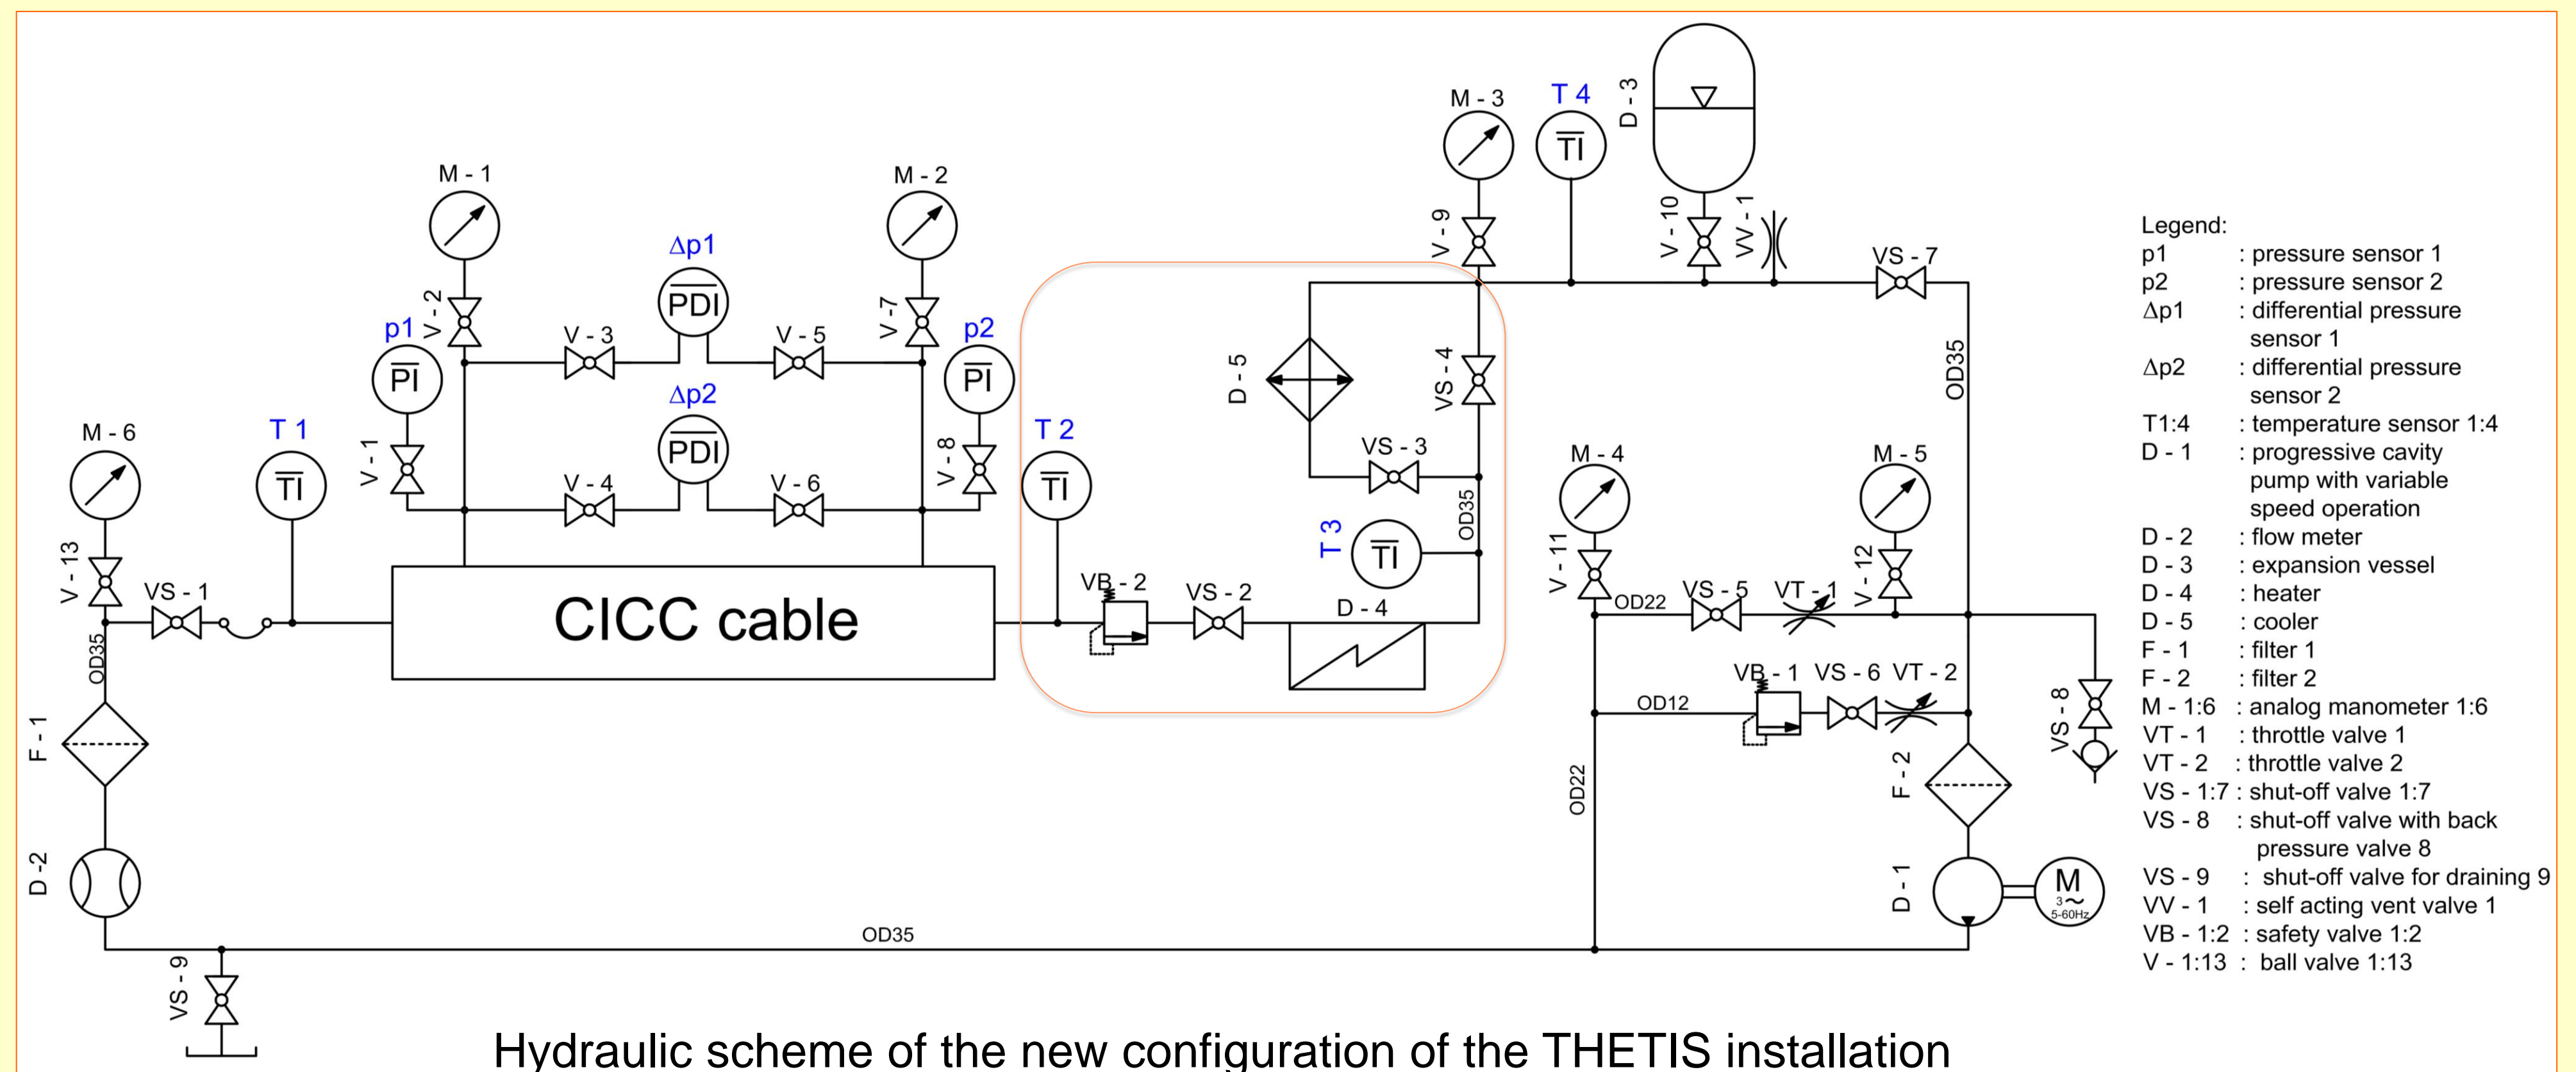 M - 3
T 4
D - 3
TI
M - 1
M - 2
V - 9
V - 10
VV - 1
VS - 7
Δp1
PDI
V - 2
V -7
p1
V - 3
V - 5
p2
PI
PI
Δp2
PDI
D - 5
VS - 4
OD35
M - 6
T 1
TI
V - 1
V - 4
V - 6
V - 8
T 2
TI
VS - 3
OD35
T 3
TI
M - 4
M - 5
V - 13
VS - 1
CICC cable
VB - 2
VS - 2
D - 4
V - 11
OD22
VS - 5
VT - 1
V - 12
OD35
F - 1
VB - 1
VS - 6
VT - 2
OD12
VS - 8
OD22
F - 2
D -2
D - 1
M
3 ~
5-60Hz
OD35
VS - 9
Legend:
p1 : pressure sensor 1
p2 : pressure sensor 2
Δp1 : differential pressure
sensor 1
Δp2 : differential pressure
sensor 2
T1:4 : temperature sensor 1:4
D - 1 : progressive cavity
pump with variable
speed operation
D - 2 : flow meter
D - 3 : expansion vessel
D - 4 : heater
D - 5 : cooler
F - 1 : filter 1
F - 2 : filter 2
M - 1:6 : analog manometer 1:6
VT - 1 : throttle valve 1
VT - 2 : throttle valve 2
VS - 1:7 : shut-off valve 1:7
VS - 8 : shut-off valve with back
pressure valve 8
VS - 9 : shut-off valve for draining 9
VV - 1 : self acting vent valve 1
VB - 1:2 : safety valve 1:2
V - 1:13 : ball valve 1:13
Hydraulic scheme of the new configuration of the THETIS installation